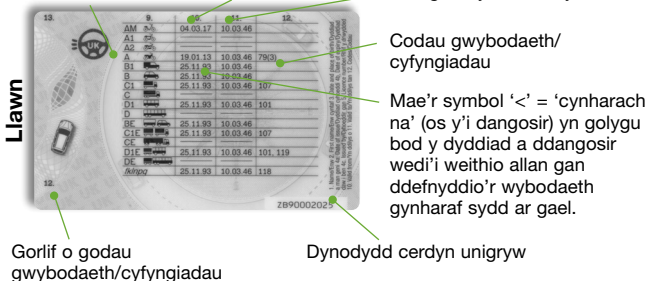 13. 9. 10. 11. 12.
AM 04.03.17 10.03.46
A1
A2
A 19.01.13 10.03.46 79(3)
B1 25.11.93 10.03.46
B 25.11.93 10.03.46
C1 25.11.93 10.03.46 107
C
D1 25.11.93 10.03.46 101
D
BE 25.11.93 10.03.46
C1E 25.11.93 10.03.46 107
CE
D1E 25.11.93 10.03.46 101, 119
DE
fklnpq 25.11.93 10.03.46 118
UK
12.
ZB90002025
Llawn
Codau gwybodaeth/
cyfyngiadau
Mae'r symbol ‘<’ = ‘cynharach
na’ (os y'i dangosir) yn golygu
bod y dyddiad a ddangosir
wedi’i weithio allan gan
ddefnyddio'r wybodaeth
gynharaf sydd ar gael.
Gorlif o godau
gwybodaeth/cyfyngiadau
Dynodydd cerdyn unigryw